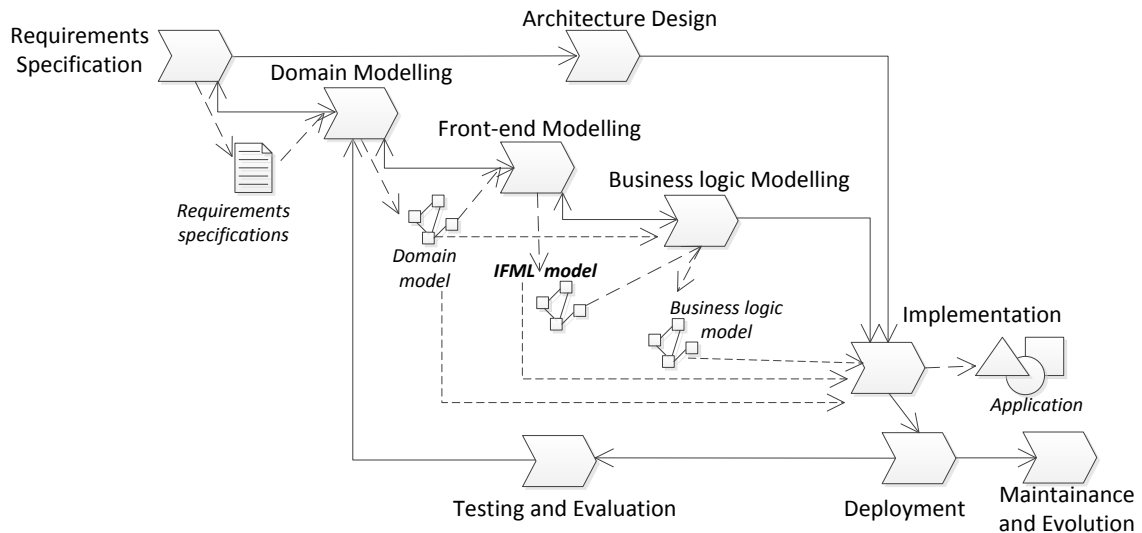 Architecture Design
Requirements
Specification
Domain Modelling
Front-end Modelling
Business logic Modelling
Requirements
specifications
Domain
model
IFML model
Business logic
model
Implementation
Application
Testing and Evaluation
Deployment
Maintainance
and Evolution